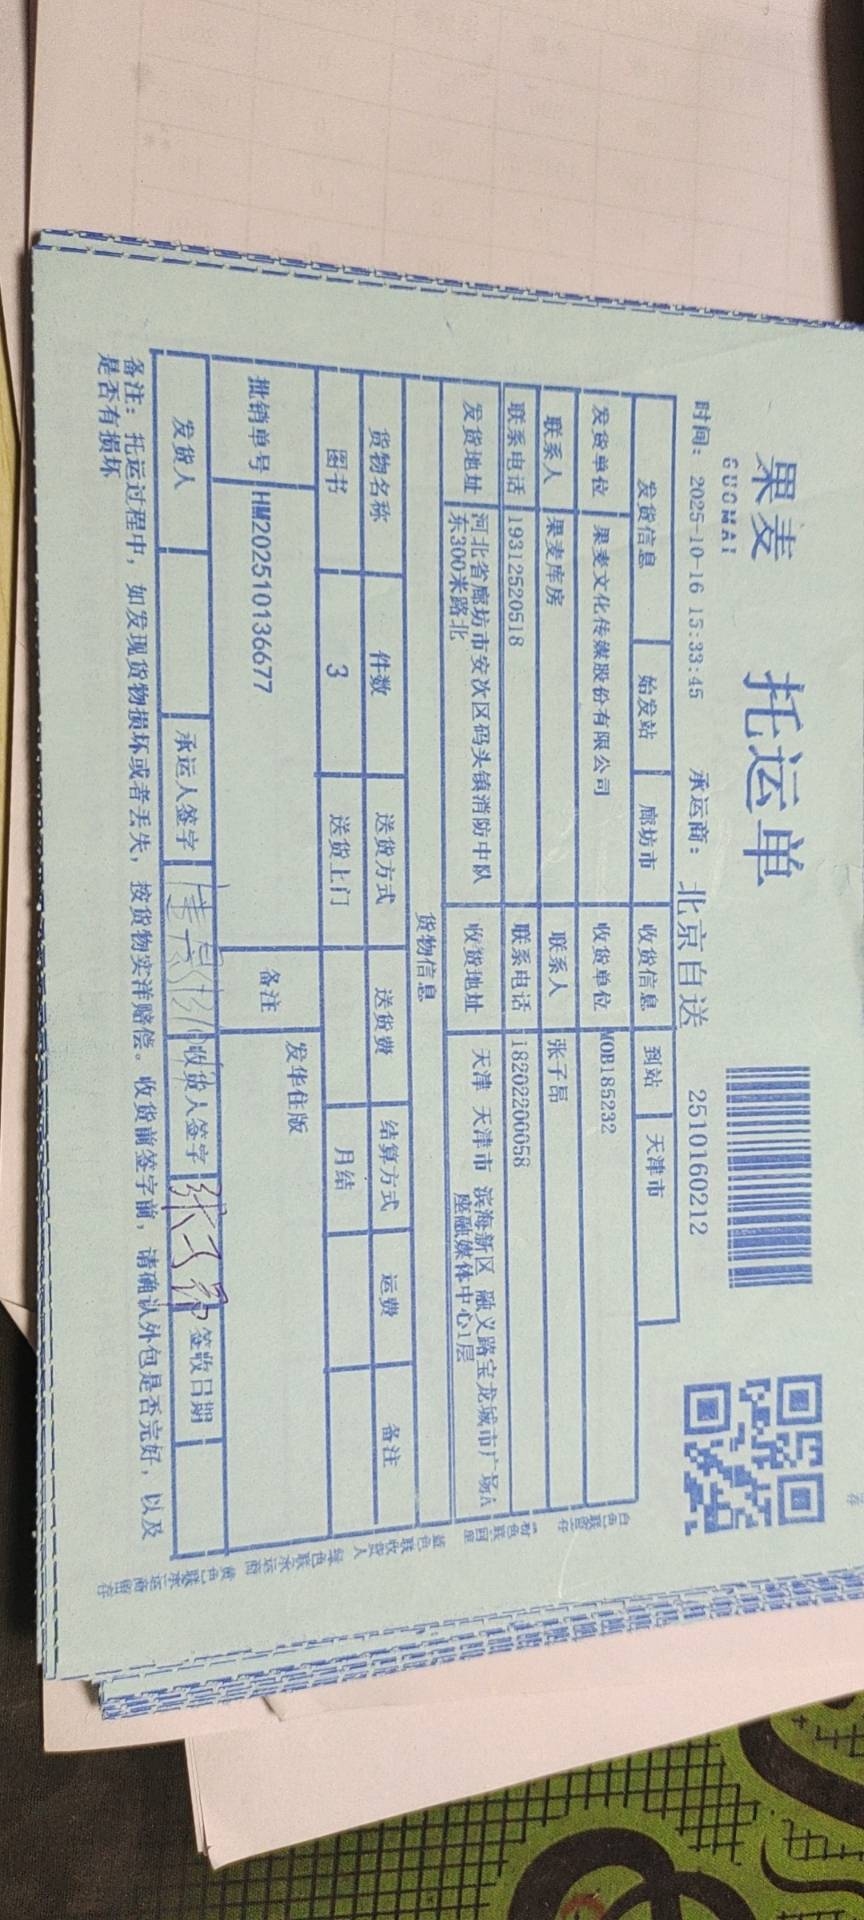 果麦
GUOMAI
托运单
时间： 2025-10-16 15:33:45 承运商： 北京自送 2510160212
发货信息 始发站 廊坊市 收货信息 到站 天津市
发货单位 果麦文化传媒股份有限公司 收货单位 MOB185232
联系人 果麦库房 联系人 张子昂
联系电话 19312520518 联系电话 18202200058
发货地址 河北省廊坊市安次区码头镇消防中队
东300米路北
收货地址 天津 天津市 滨海新区 融义路宝龙城市广场A
座融媒体中心1层
货物信息
货物名称 件数 送货方式 送货费 结算方式 运费 备注
图书 3 送货上门 月结
批销单号 HM202510136677 备注 发华住版
发货人 承运人签字 收货人签字 张子昂 签收日期
备注： 托运过程中，如发现货物损坏或者丢失，按货物实洋赔偿。收货前签字前，请确认外包是否完好，以及
是否有损坏